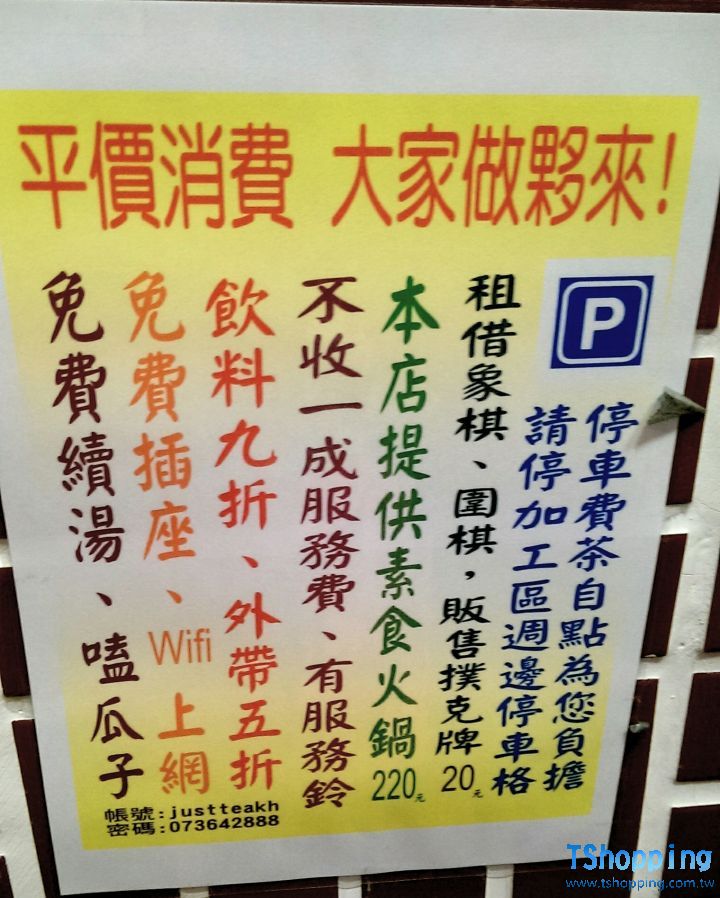 平價消費 大家做夥來!
P
停車費茶自點為您負擔
請停加工區週邊停車格
租借象棋、圍棋，販售撲克牌20元
本店提供素食火鍋220元
不收一成服務費、有服務鈴
飲料九折、外帶五折
免費插座、Wifi上網
免費續湯、嗑瓜子
帳號:justteakh
密碼:073642888
TShopping
www.tshopping.com.tw